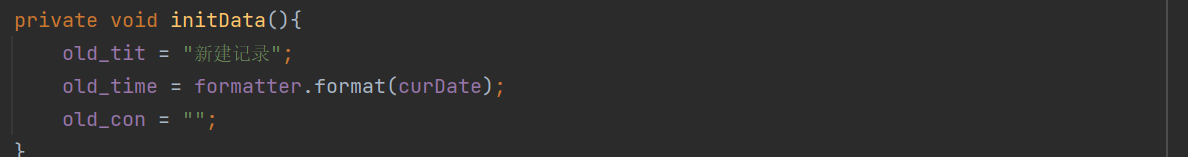 private void initData(){
old_tit = "新建记录";
old_time = formatter.format(curDate);
old_con = "";
}